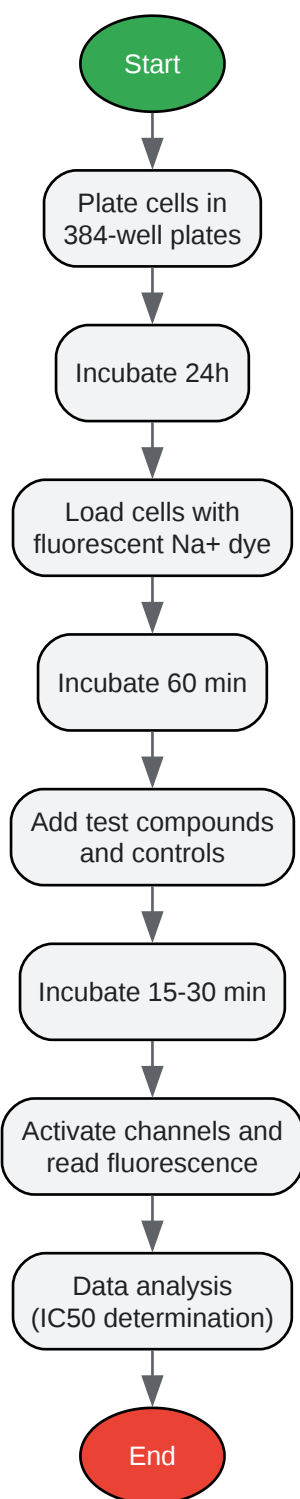 Start
Plate cells in
384-well plates
Incubate 24h
Load cells with
fluorescent Na+ dye
Incubate 60 min
Add test compounds
and controls
Incubate 15-30 min
Activate channels and
read fluorescence
Data analysis
(IC50 determination)
End